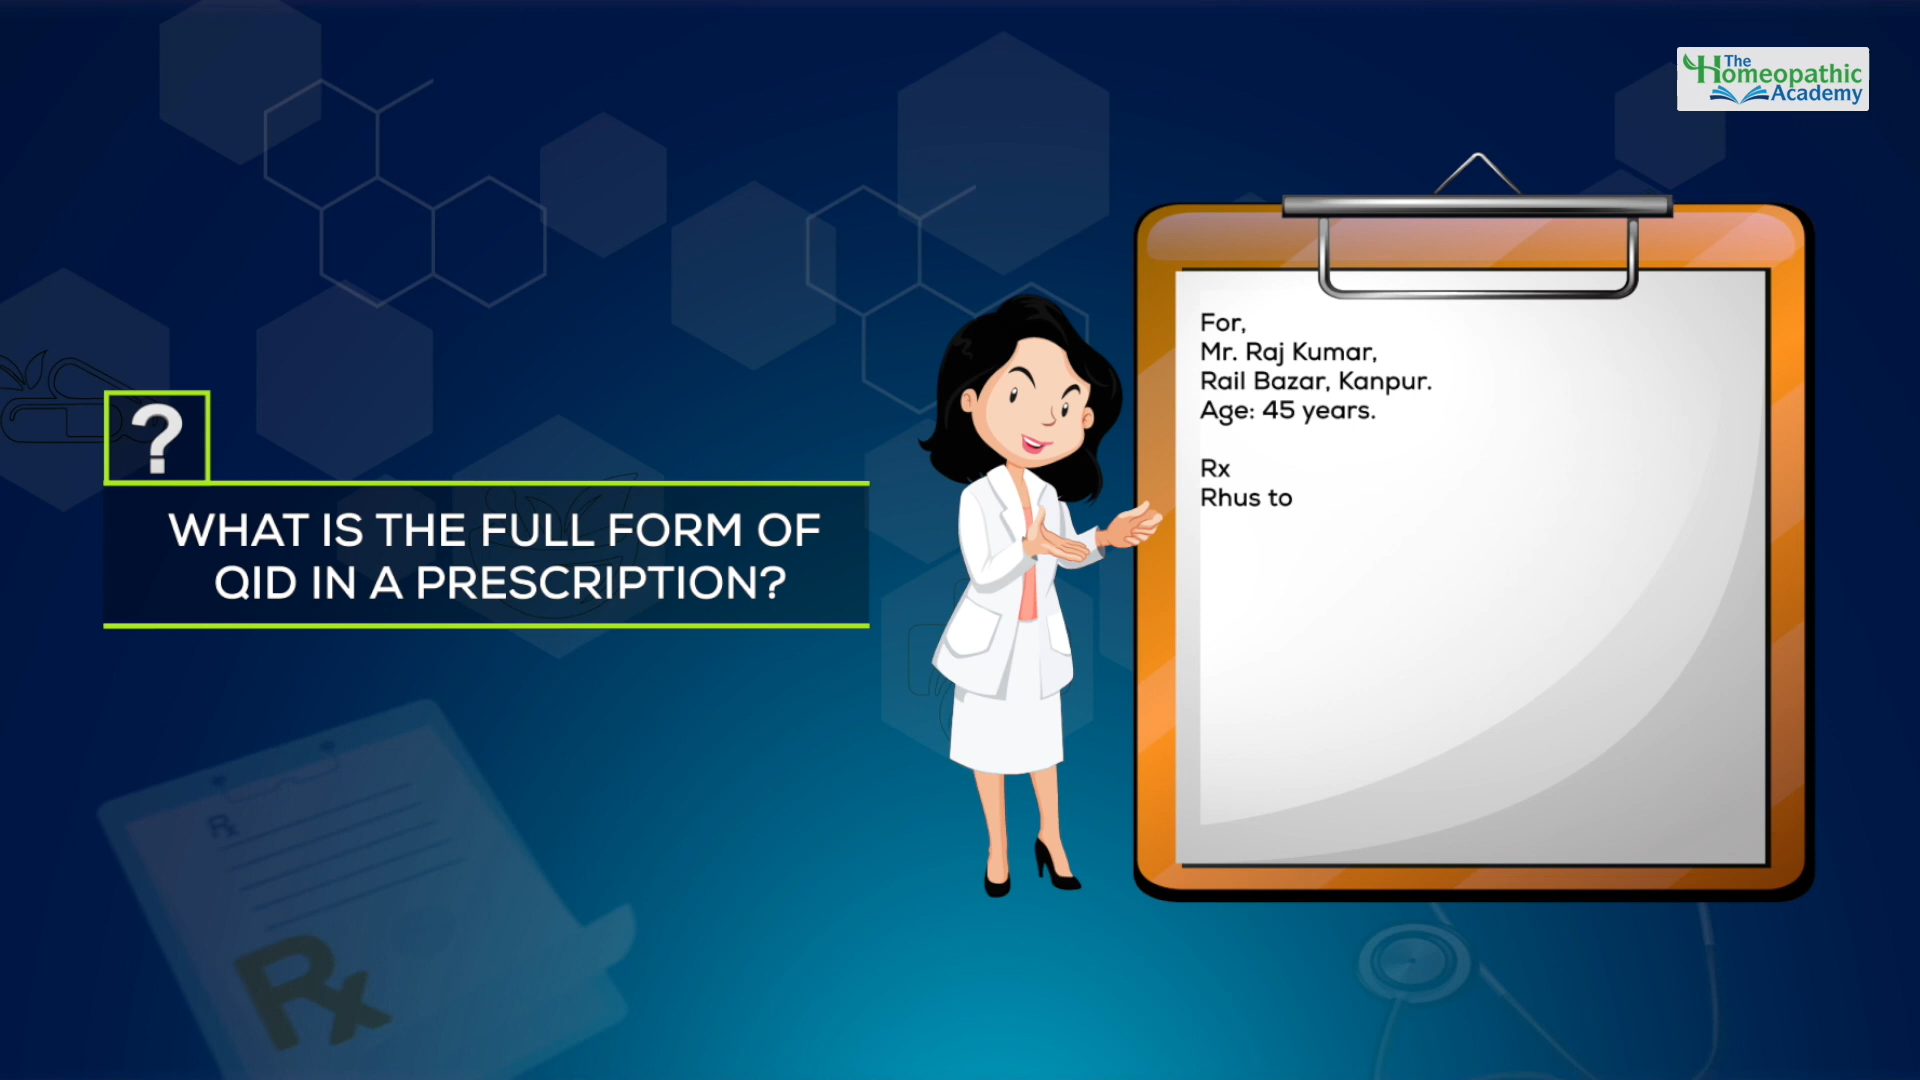 The
Homeopathic
Academy
?
WHAT IS THE FULL FORM OF
QID IN A PRESCRIPTION?
For,
Mr. Raj Kumar,
Rail Bazar, Kanpur.
Age: 45 years.
Rx
Rhus to
Rx
Rx